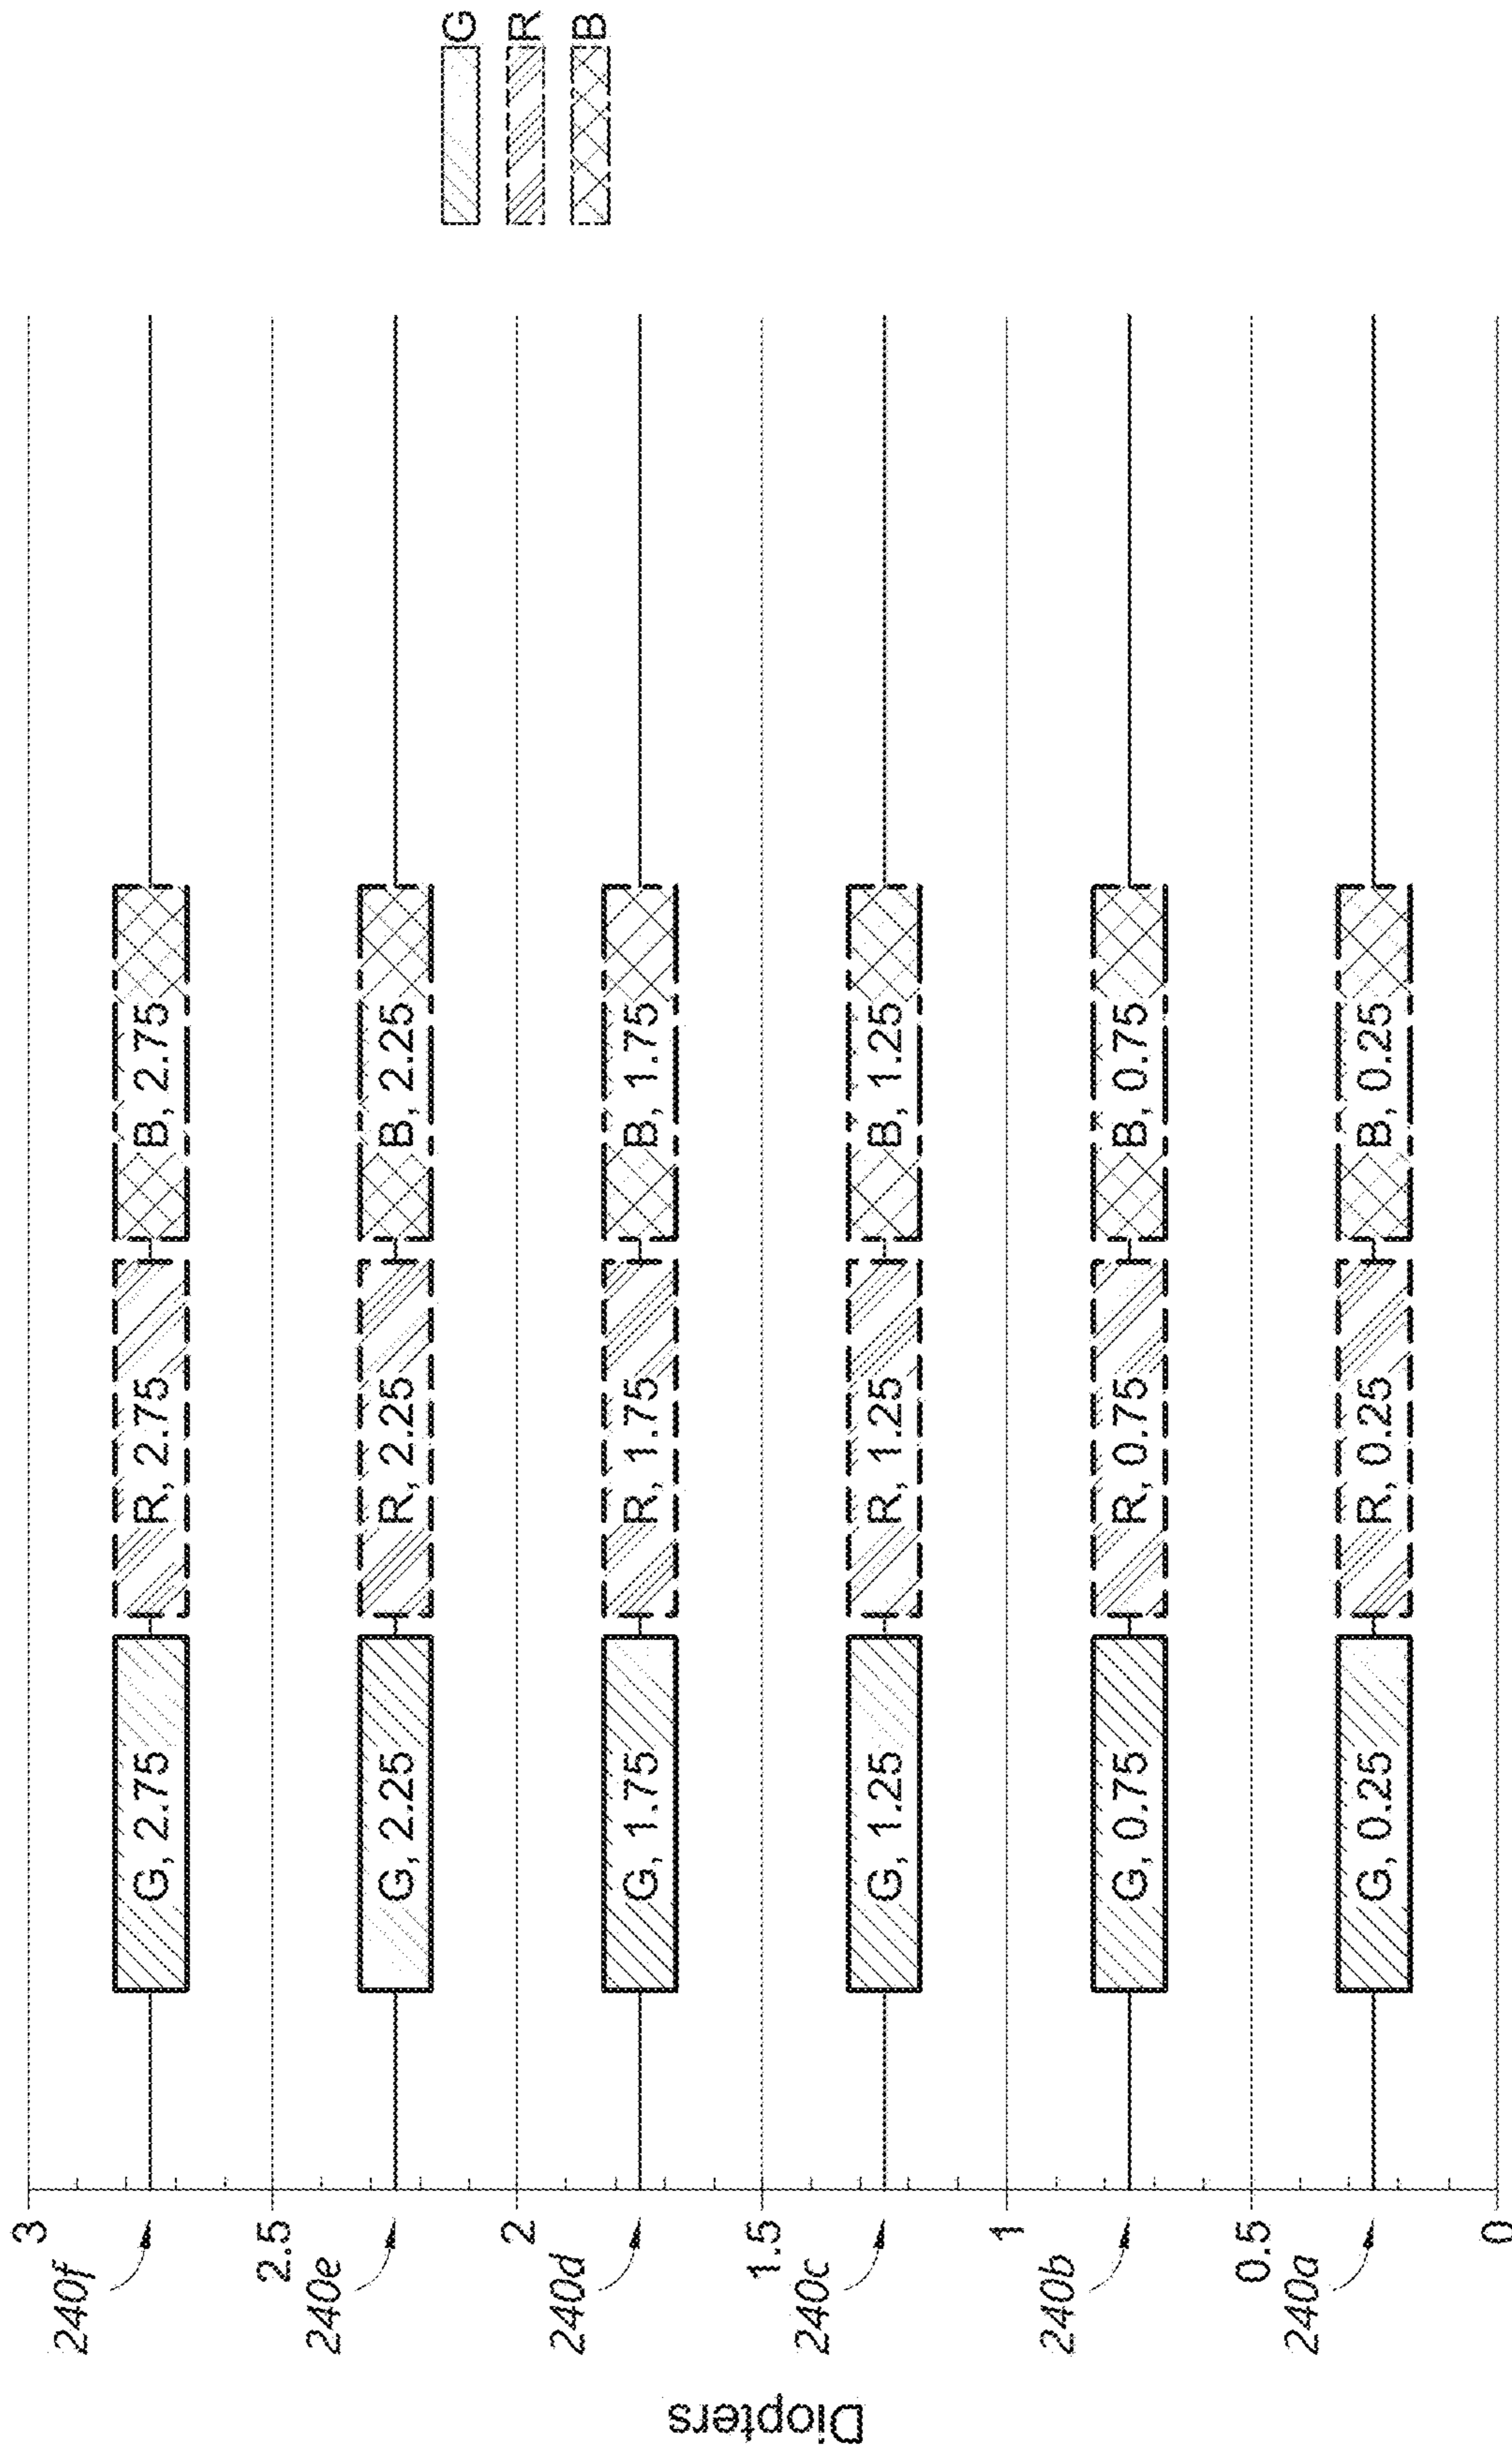 Diopters
3
240f
G, 2.75
R, 2.75
B, 2.75
2.5
240e
G, 2.25
R, 2.25
B, 2.25
2
240d
G, 1.75
R, 1.75
B, 1.75
1.5
240c
G, 1.25
R, 1.25
B, 1.25
1
240b
G, 0.75
R, 0.75
B, 0.75
0.5
240a
G, 0.25
R, 0.25
B, 0.25
0
G
R
B